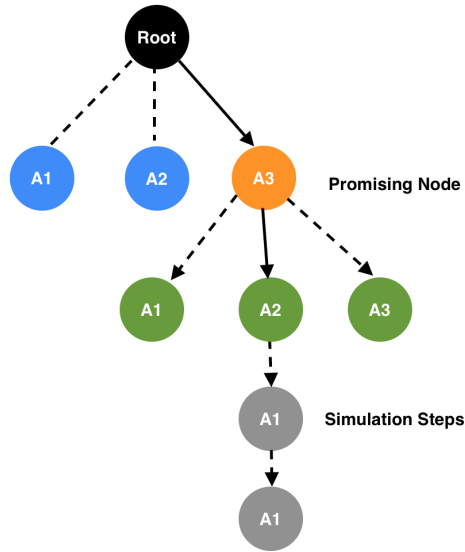 Root
A1
A2
A3
Promising Node
A1
A2
A3
A1
Simulation Steps
A1